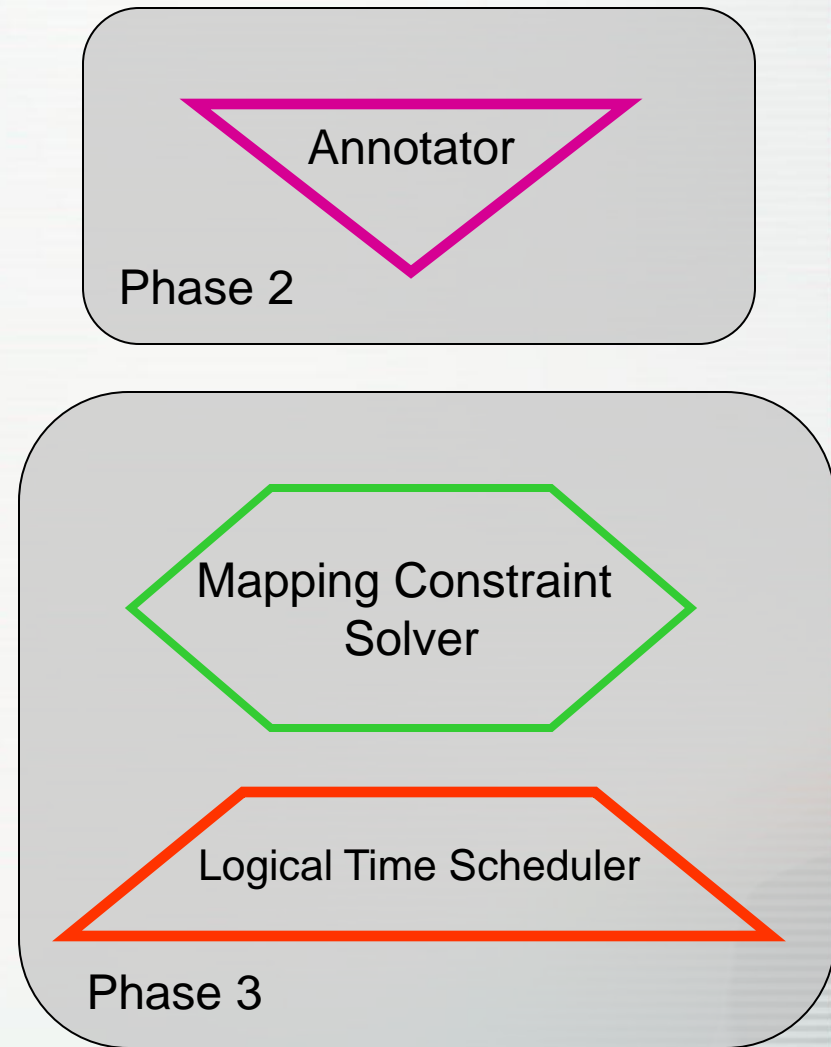 Annotator
Phase 2
Mapping Constraint
Solver
Logical Time Scheduler
Phase 3